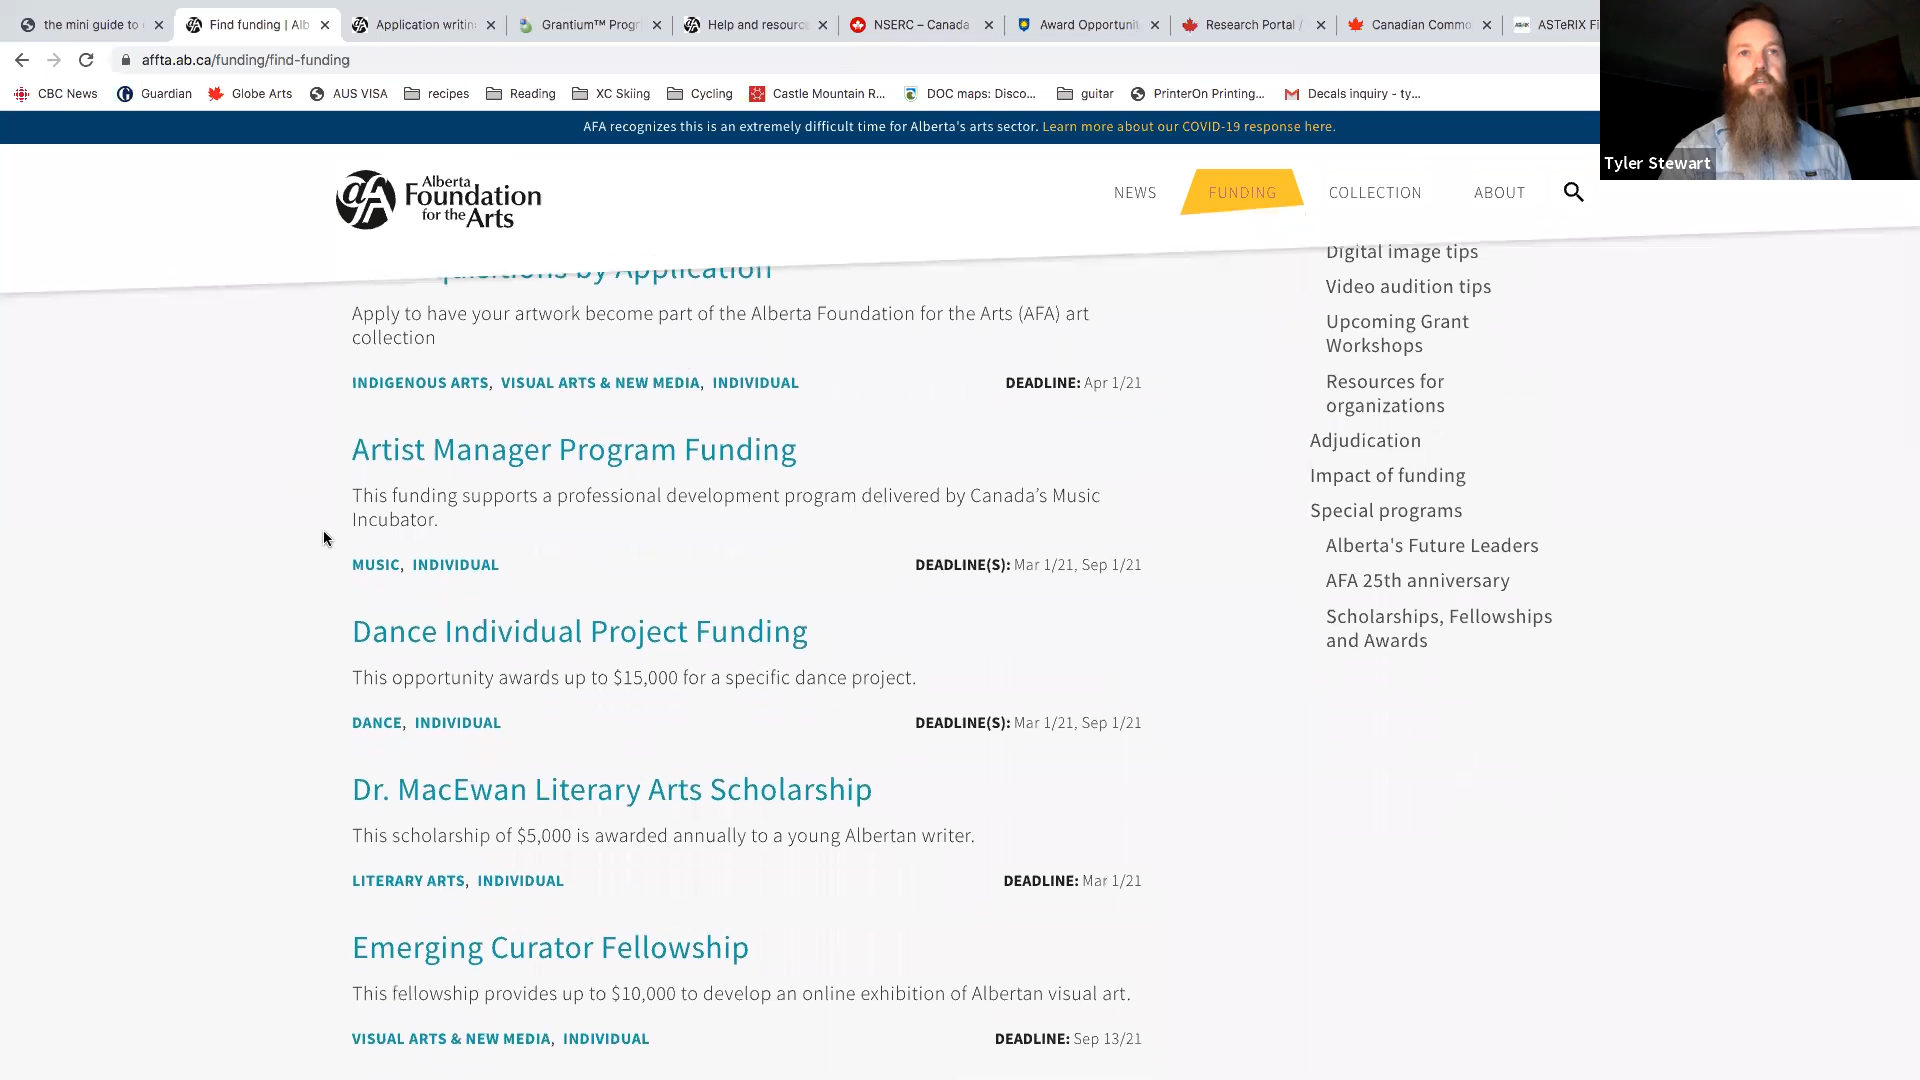 the mini guide to
Find funding | Alb
Application writin
Grantium™ Progr
Help and resourc
NSERC – Canada
Award Opportuni
Research Portal /
Canadian Commo
ASTeRIX Fi
affta.ab.ca/funding/find-funding
CBC News
Guardian
Globe Arts
AUS VISA
recipes
Reading
XC Skiing
Cycling
Castle Mountain R...
DOC maps: Disco...
guitar
PrinterOn Printing...
Decals inquiry - ty...
Tyler Stewart
AFA recognizes this is an extremely difficult time for Alberta's arts sector. Learn more about our COVID-19 response here.
Alberta
Foundation
for the Arts
NEWS
FUNDING
COLLECTION
ABOUT
by Application
Apply to have your artwork become part of the Alberta Foundation for the Arts (AFA) art
collection
INDIGENOUS ARTS, VISUAL ARTS & NEW MEDIA, INDIVIDUAL
DEADLINE: Apr 1/21
Artist Manager Program Funding
This funding supports a professional development program delivered by Canada’s Music
Incubator.
MUSIC, INDIVIDUAL
DEADLINE(S): Mar 1/21, Sep 1/21
Dance Individual Project Funding
This opportunity awards up to $15,000 for a specific dance project.
DANCE, INDIVIDUAL
DEADLINE(S): Mar 1/21, Sep 1/21
Dr. MacEwan Literary Arts Scholarship
This scholarship of $5,000 is awarded annually to a young Albertan writer.
LITERARY ARTS, INDIVIDUAL
DEADLINE: Mar 1/21
Emerging Curator Fellowship
This fellowship provides up to $10,000 to develop an online exhibition of Albertan visual art.
VISUAL ARTS & NEW MEDIA, INDIVIDUAL
DEADLINE: Sep 13/21
Digital image tips
Video audition tips
Upcoming Grant
Workshops
Resources for
organizations
Adjudication
Impact of funding
Special programs
Alberta's Future Leaders
AFA 25th anniversary
Scholarships, Fellowships
and Awards